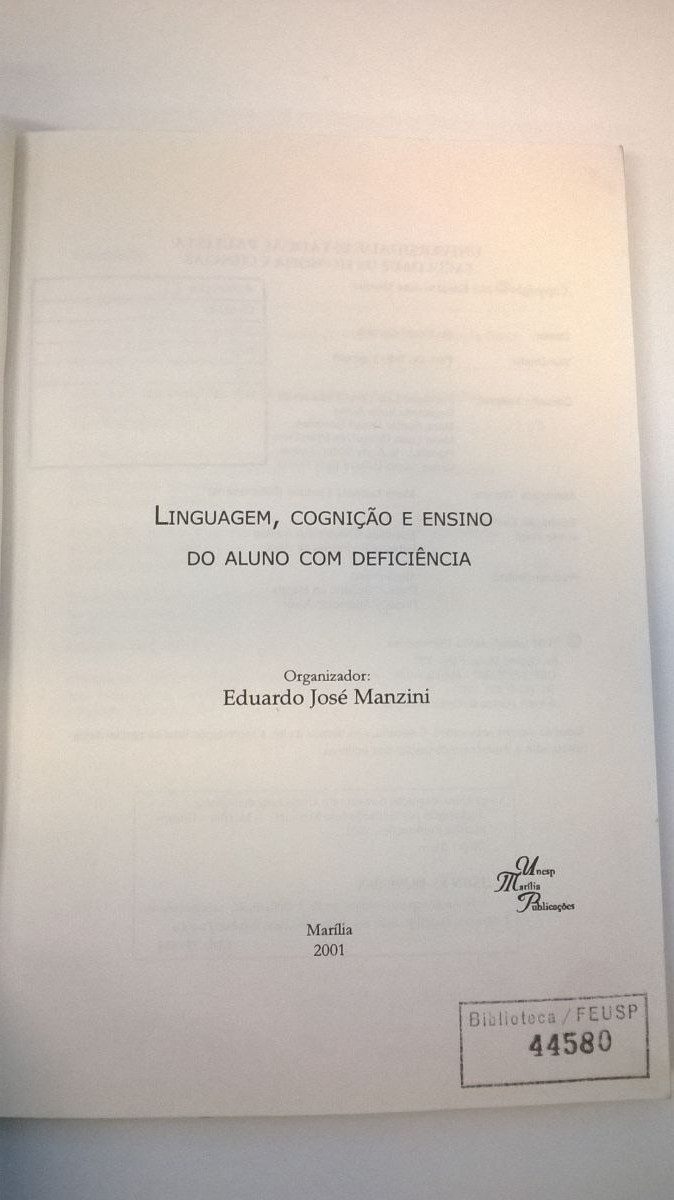 LINGUAGEM, COGNIÇÃO E ENSINO
DO ALUNO COM DEFICIÊNCIA
Organizador:
Eduardo José Manzini
Unesp
Marília
Publicações
Marília
2001
Biblioteca / FEUSP
44580